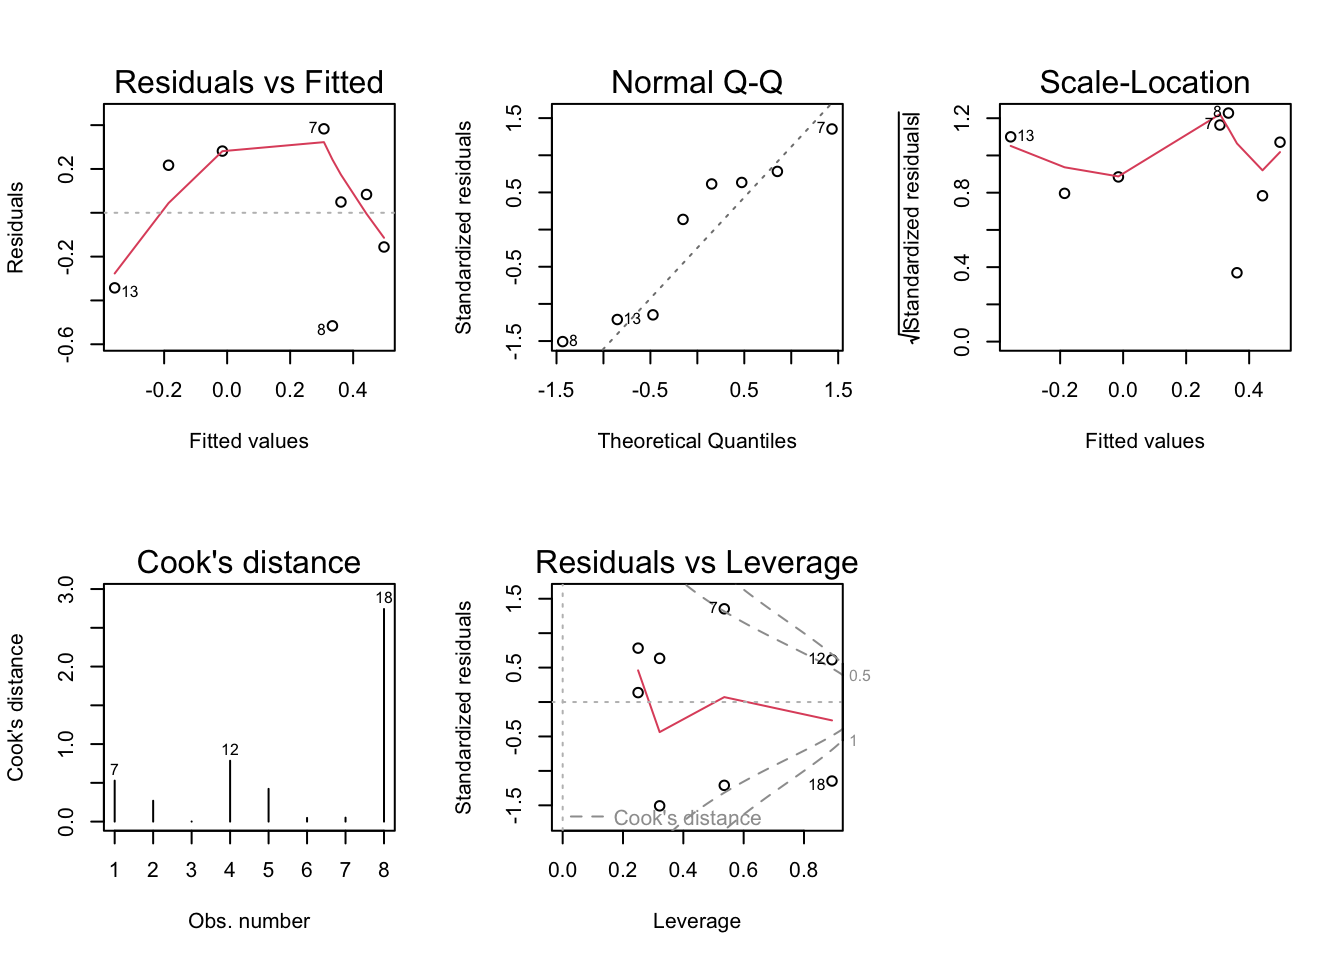 Residuals vs Fitted
Residuals
0.2
-0.2
-0.6
7
13
8
-0.2 0.0 0.2 0.4
Fitted values
Normal Q-Q
Standardized residuals
1.5
0.5
-0.5
-1.5
7
13
8
-1.5 -0.5 0.5 1.5
Theoretical Quantiles
Scale-Location
√|Standardized residuals|
1.2
0.8
0.4
0.0
8
7
13
-0.2 0.0 0.2 0.4
Fitted values
Cook's distance
Cook's distance
3.0
2.0
1.0
0.0
7
12
18
1 2 3 4 5 6 7 8
Obs. number
Residuals vs Leverage
Standardized residuals
1.5
0.5
-0.5
-1.5
7
12
0.5
1
18
Cook's distance
0.0 0.2 0.4 0.6 0.8
Leverage